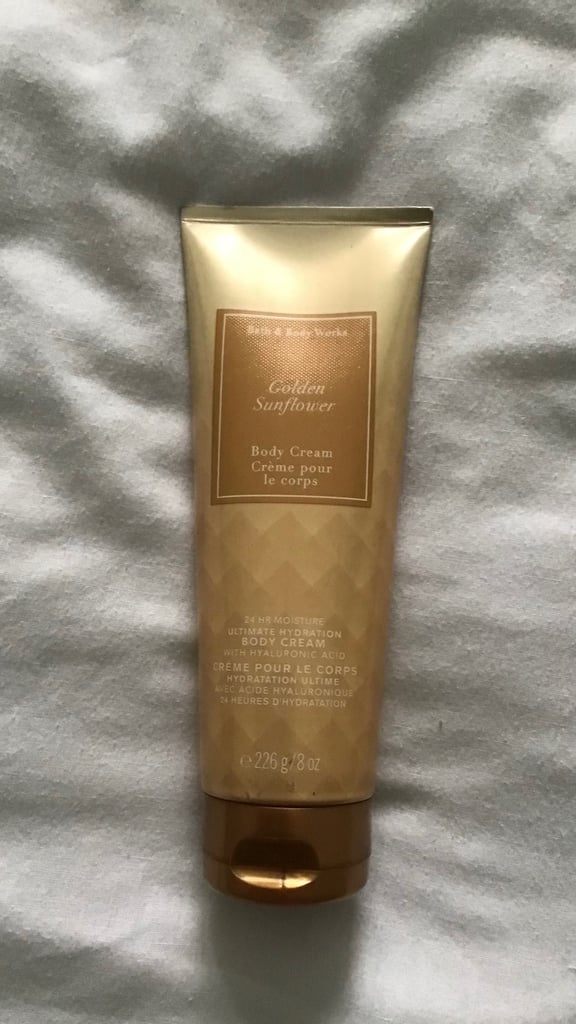 Bath & Body Works
Golden
Sunflower
Body Cream
Crème pour
le corps
24 HR MOISTURE
ULTIMATE HYDRATION
BODY CREAM
WITH HYALURONIC ACID
CRÈME POUR LE CORPS
HYDRATATION ULTIME
AVEC ACIDE HYALURONIQUE
24 HEURES D'HYDRATATION
℮226 g/8 oz